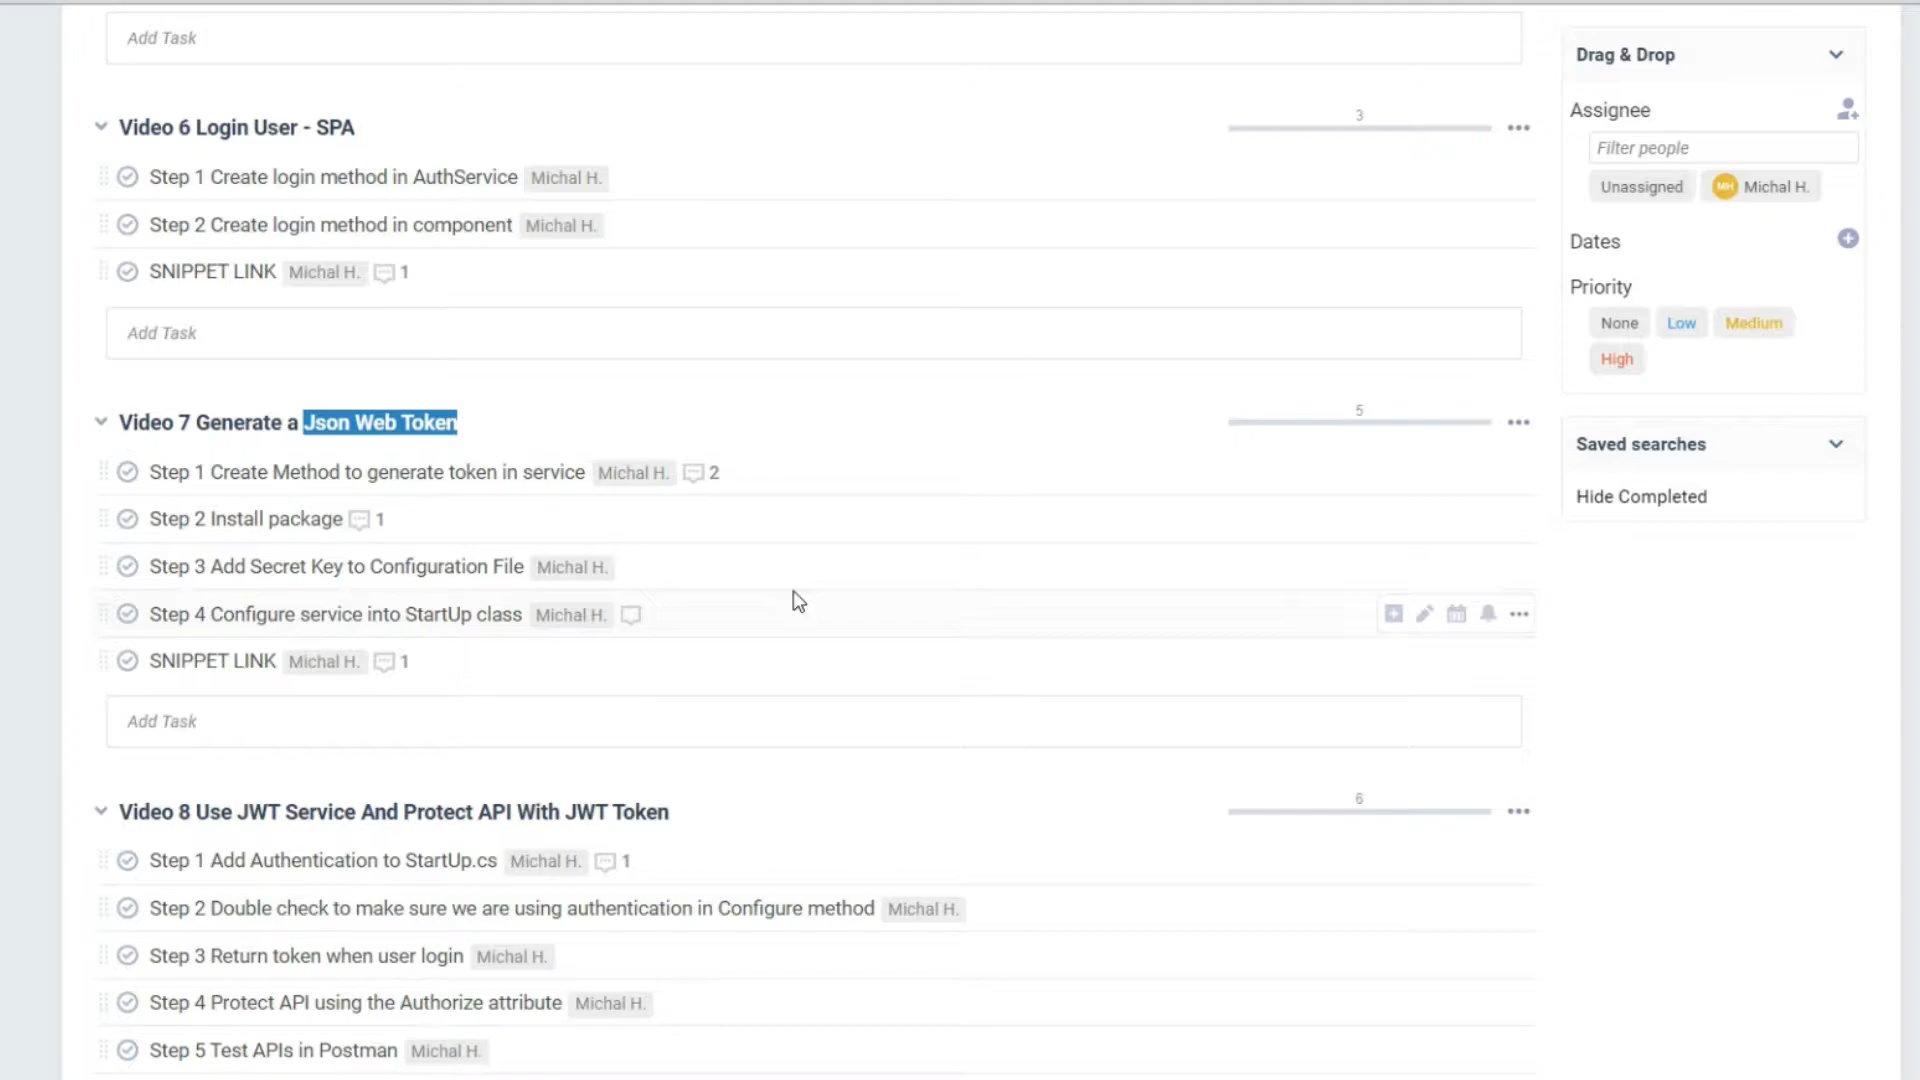 Add Task
Video 6 Login User - SPA
3
Step 1 Create login method in AuthService Michal H.
Step 2 Create login method in component Michal H.
SNIPPET LINK Michal H. 1
Add Task
Video 7 Generate a Json Web Token
5
Step 1 Create Method to generate token in service Michal H. 2
Step 2 Install package 1
Step 3 Add Secret Key to Configuration File Michal H.
Step 4 Configure service into StartUp class Michal H.
SNIPPET LINK Michal H. 1
Add Task
Video 8 Use JWT Service And Protect API With JWT Token
6
Step 1 Add Authentication to StartUp.cs Michal H. 1
Step 2 Double check to make sure we are using authentication in Configure method Michal H.
Step 3 Return token when user login Michal H.
Step 4 Protect API using the Authorize attribute Michal H.
Step 5 Test APIs in Postman Michal H.
Drag & Drop
Assignee
Filter people
Unassigned MH Michal H.
Dates
Priority
None Low Medium
High
Saved searches
Hide Completed